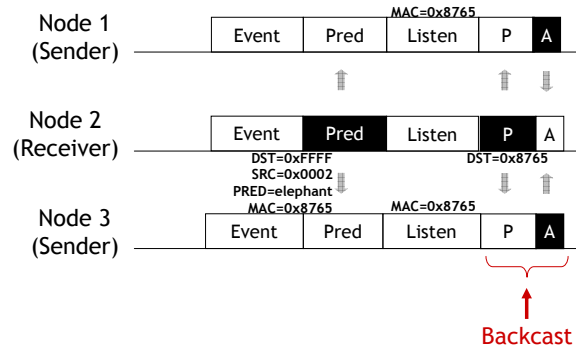 MAC=0x8765
Node 1
(Sender)
Event Pred Listen P A
Node 2
(Receiver)
Event Pred Listen P A
DST=0xFFFF
SRC=0x0002
PRED=elephant
MAC=0x8765
DST=0x8765
MAC=0x8765
Node 3
(Sender)
Event Pred Listen P A
Backcast